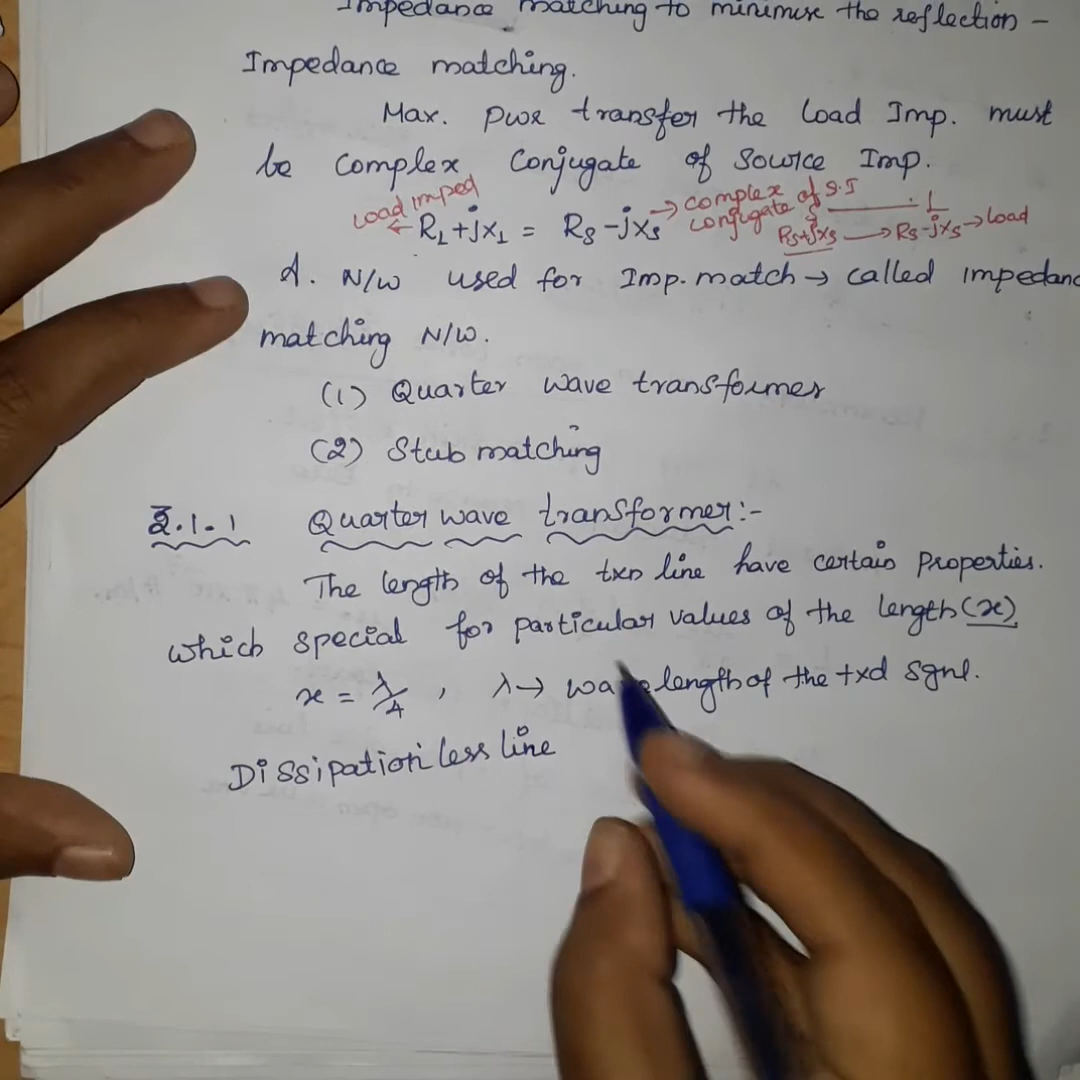 Impedance matching to minimise the reflection -
Impedance matching.
Max. pwr transfer the Load Imp. must
be complex conjugate of source Imp.
Load imped
← R_L + jX_L = R_S - jX_S → complex conjugate of S.I
R_S + jX_S → R_S - jX_S → Load
A. N/W used for Imp. match → called impedanc
matching N/W.
(1) Quarter wave transformer
(2) Stub matching
2.1.1 Quarter wave transformer:-
The length of the txn line have certain properties.
which special for particular values of the length (x)
x = λ/4, λ → wavelength of the txd sgnl.
Dissipation less line